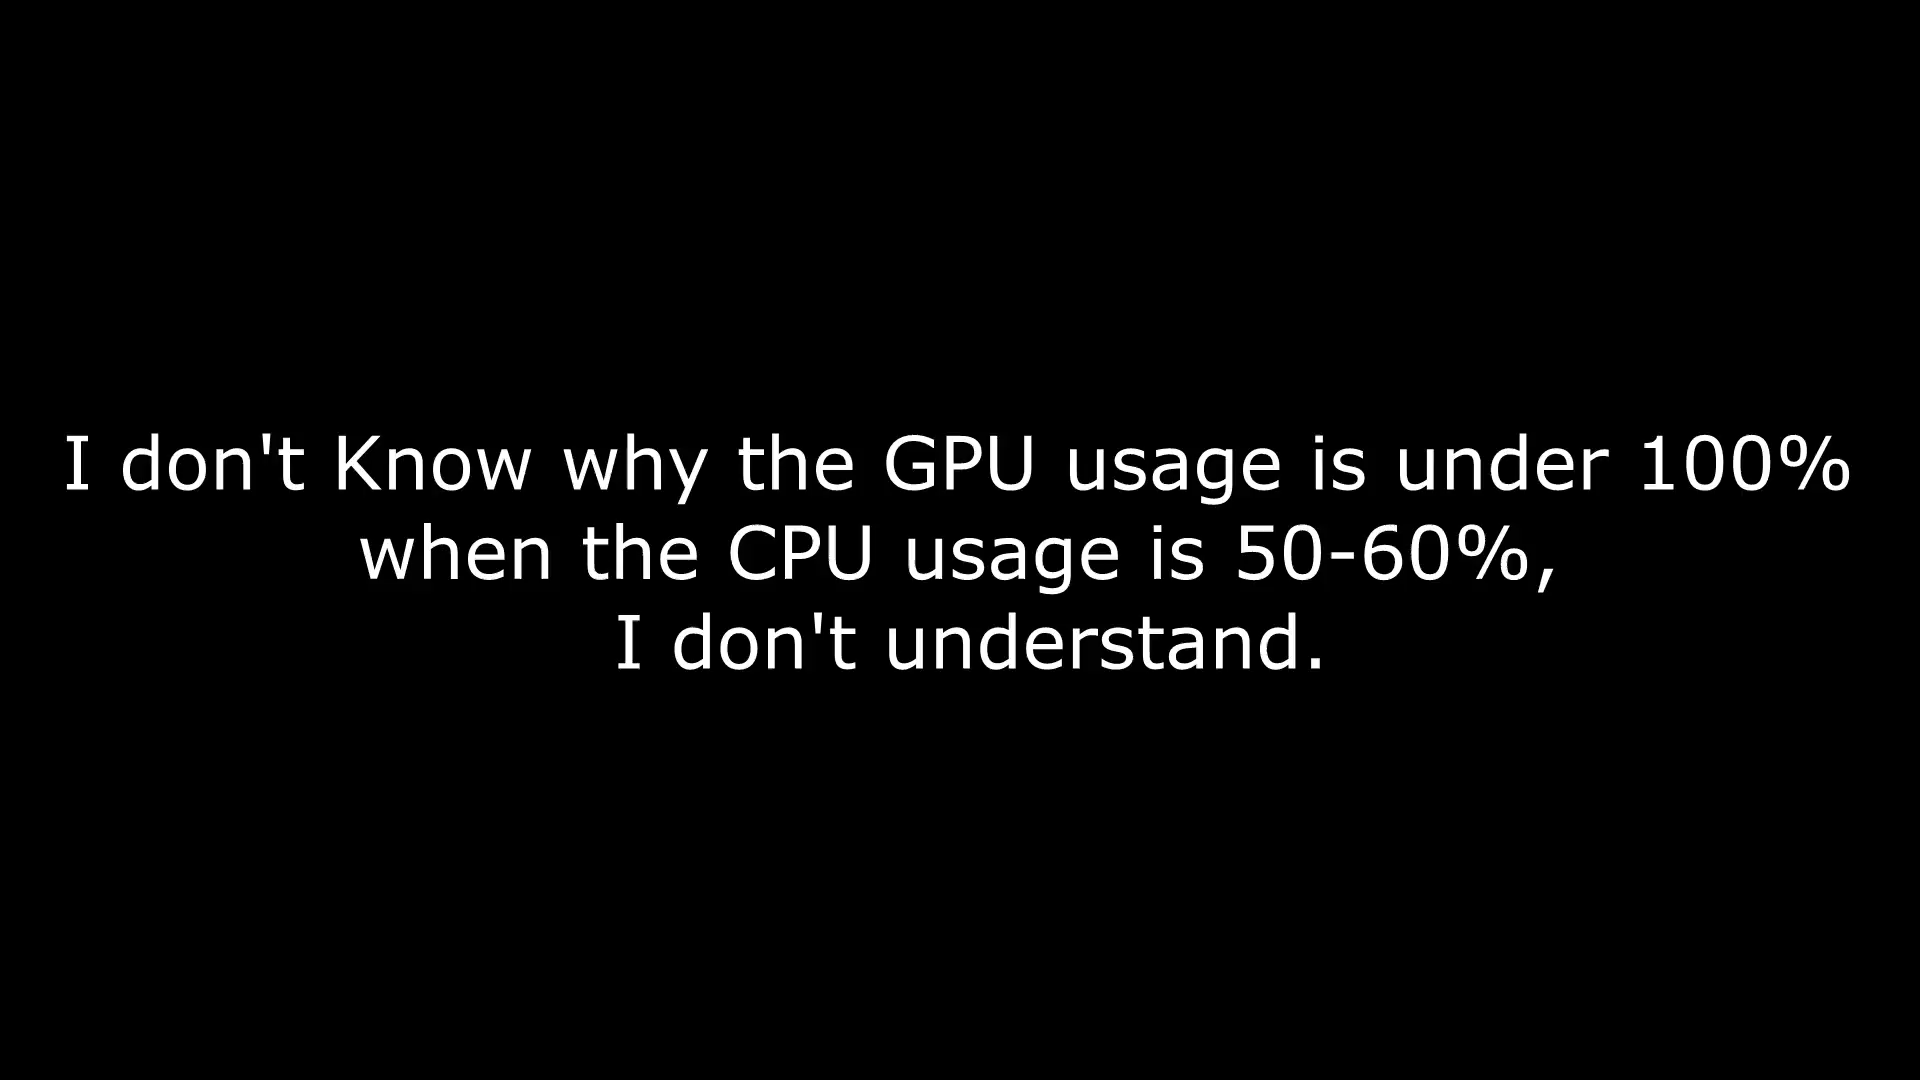 I don't Know why the GPU usage is under 100%
when the CPU usage is 50-60%,
I don't understand.